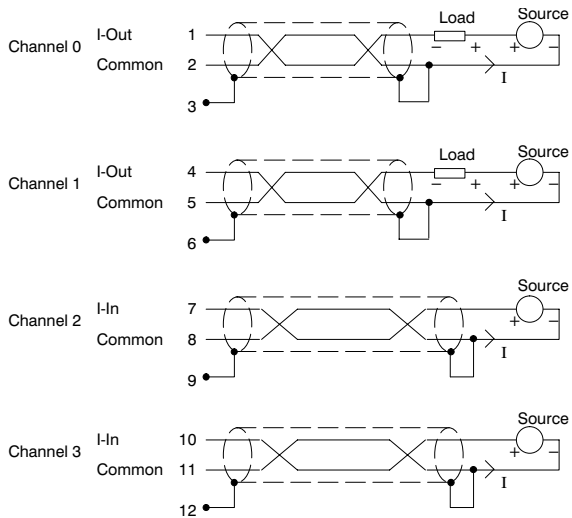 Load Source
Channel 0 I-Out 1 − + + −
Common 2 I
3
Load Source
Channel 1 I-Out 4 − + + −
Common 5 I
6
Source
Channel 2 I-In 7 + −
Common 8 I
9
Source
Channel 3 I-In 10 + −
Common 11 I
12